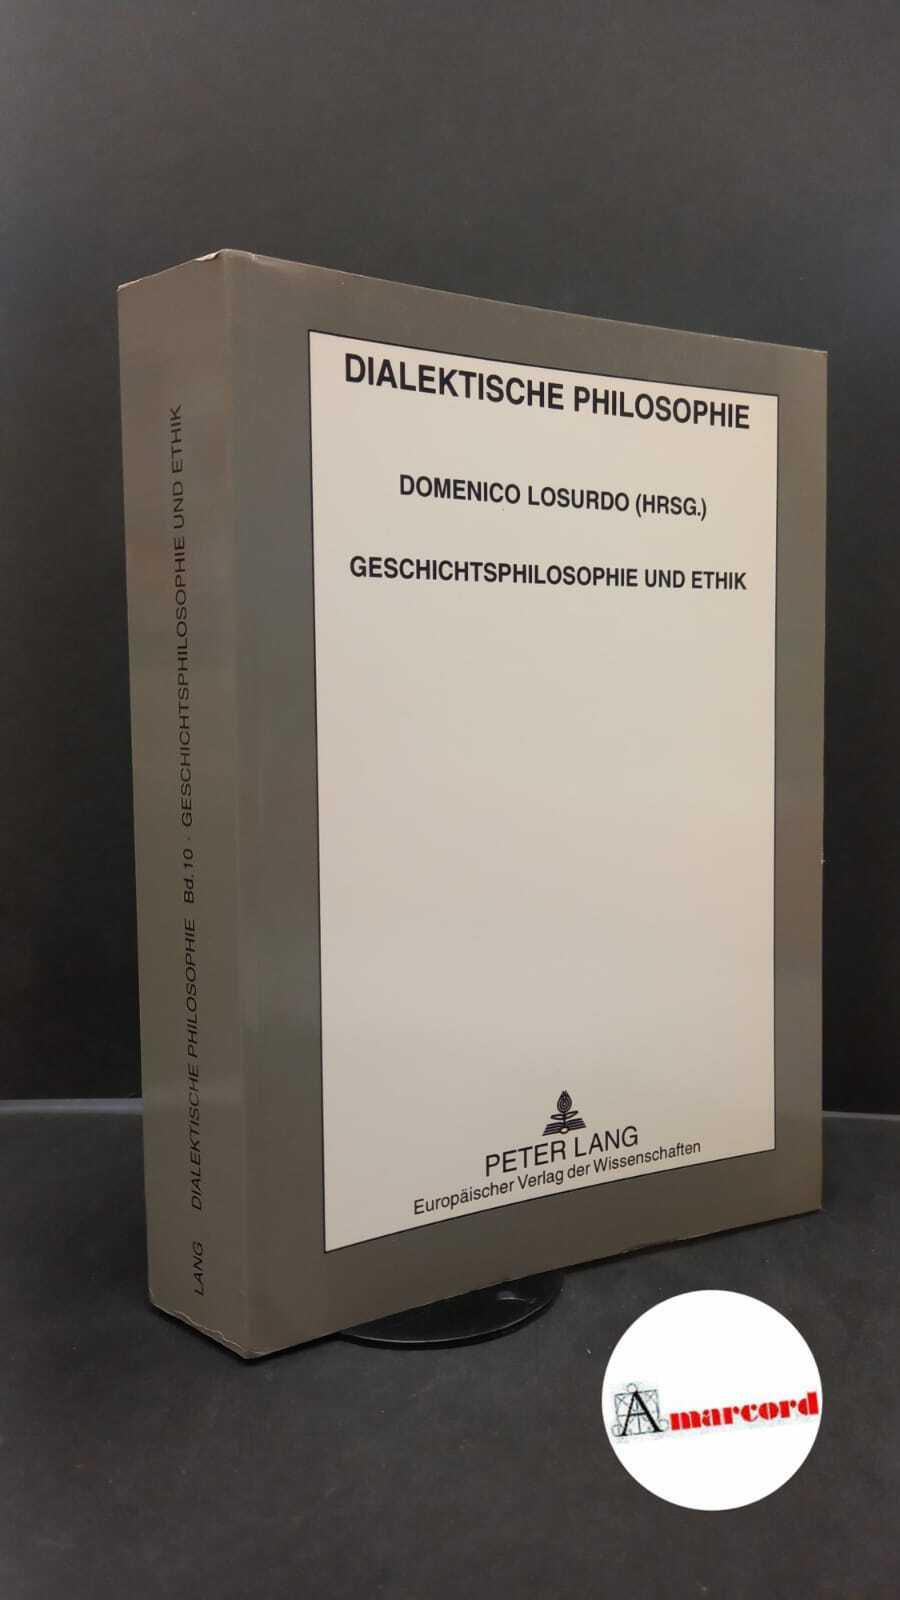 DIALEKTISCHE PHILOSOPHIE
DOMENICO LOSURDO (HRSG.)
GESCHICHTSPHILOSOPHIE UND ETHIK
PETER LANG
Europäischer Verlag der Wissenschaften
LANG DIALEKTISCHE PHILOSOPHIE Bd. 10 · GESCHICHTSPHILOSOPHIE UND ETHIK
Amarcord